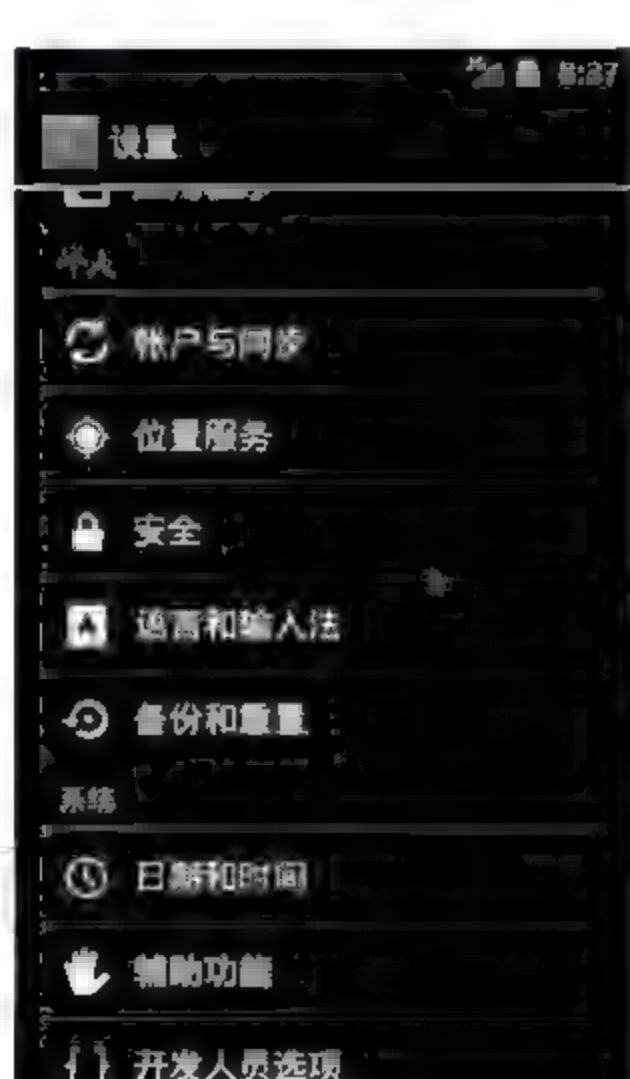 设置
个人
帐户与同步
位置服务
安全
语言和输入法
备份和重置
系统
日期和时间
辅助功能
开发人员选项